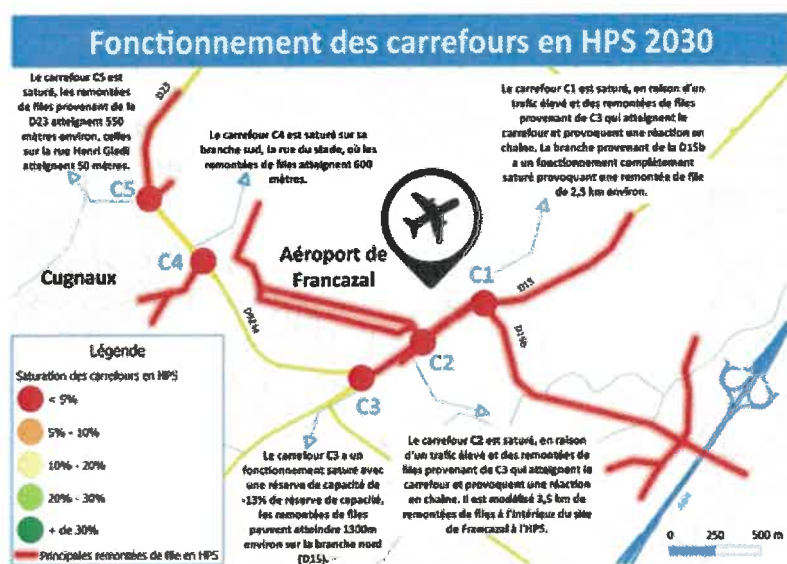 Fonctionnement des carrefours en HPS 2030
Le carrefour C5 est
saturé, les remontées
de files provenant de la
D23 atteignent 550
mètres environ, celles
sur la rue Henri Giedi
atteignent 50 mètres.
D23
Le carrefour C4 est saturé sur sa
branche sud, la rue du stade, où les
remontées de files atteignent 600
mètres.
Le carrefour C1 est saturé, en raison d'un
trafic élevé et des remontées de files
provenant de C3 qui atteignent le
carrefour et provoquent une réaction en
chaîne. La branche provenant de la D15b
a un fonctionnement complètement
saturé provoquant une remontée de file
de 2,5 km environ.
C5
C4
Cugnaux
Aéroport de
Francazal
C1
D15
D15b
C2
C3
Légende
Saturation des carrefours en HPS
< 5%
5% - 10%
10% - 20%
20% - 30%
+ de 30%
Principales remontées de file en HPS
Le carrefour C3 a un
fonctionnement saturé avec
une réserve de capacité de
-13% de réserve de capacité,
les remontées de files
peuvent atteindre 1300m
environ sur la branche nord
(D15).
Le carrefour C2 est saturé, en raison
d'un trafic élevé et des remontées de
files provenant de C3 qui atteignent le
carrefour et provoquent une réaction
en chaîne. Il est modélisé 3,5 km de
remontées de files à l'intérieur du site
de Francazal à l'HPS.
0 250 500 m